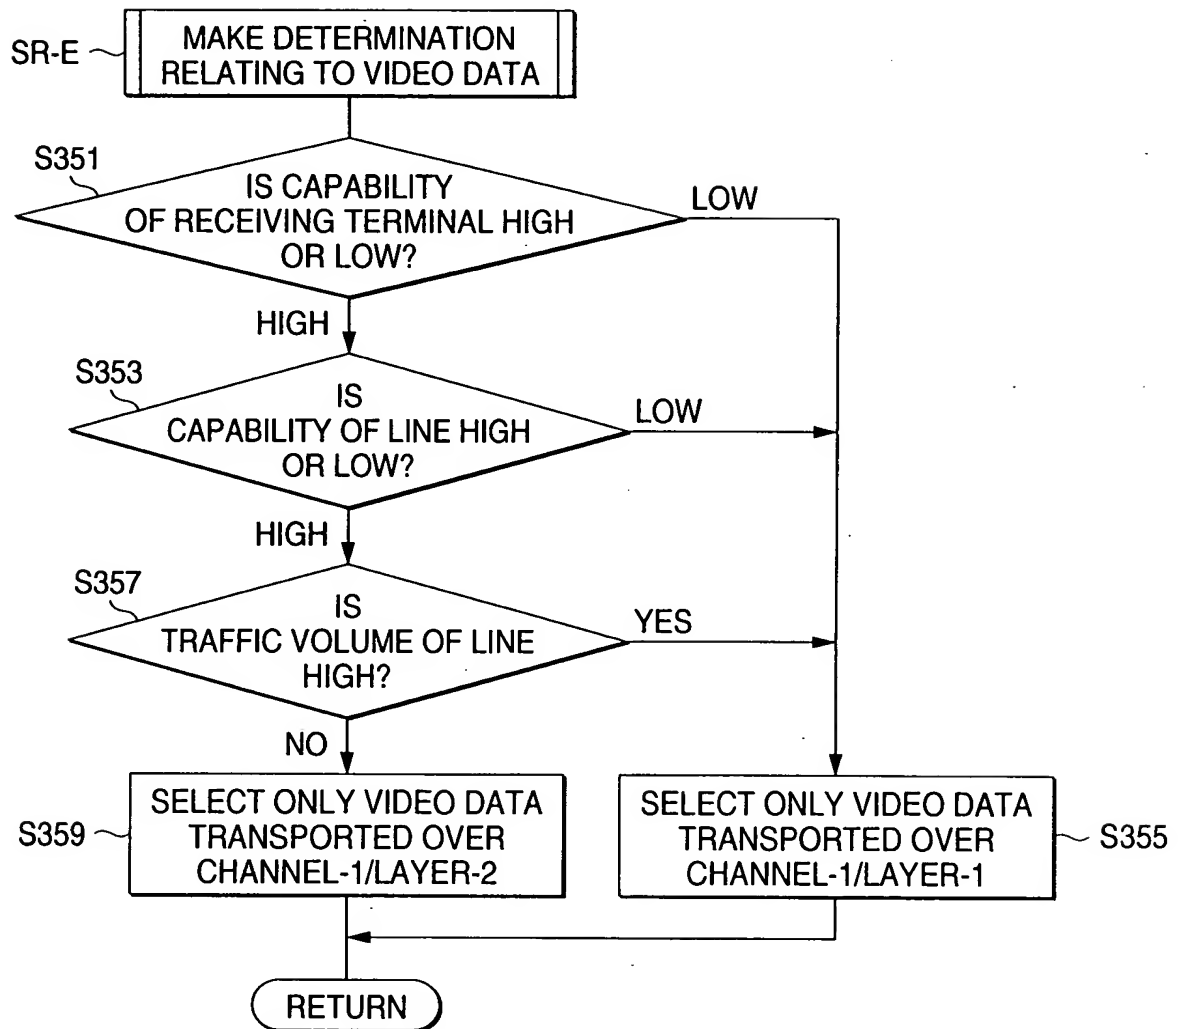 SR-E
MAKE DETERMINATION
RELATING TO VIDEO DATA
S351
IS CAPABILITY
OF RECEIVING TERMINAL HIGH
OR LOW?
LOW
HIGH
S353
IS
CAPABILITY OF LINE HIGH
OR LOW?
LOW
HIGH
S357
IS
TRAFFIC VOLUME OF LINE
HIGH?
YES
NO
S359
SELECT ONLY VIDEO DATA
TRANSPORTED OVER
CHANNEL-1/LAYER-2
SELECT ONLY VIDEO DATA
TRANSPORTED OVER
CHANNEL-1/LAYER-1
S355
RETURN